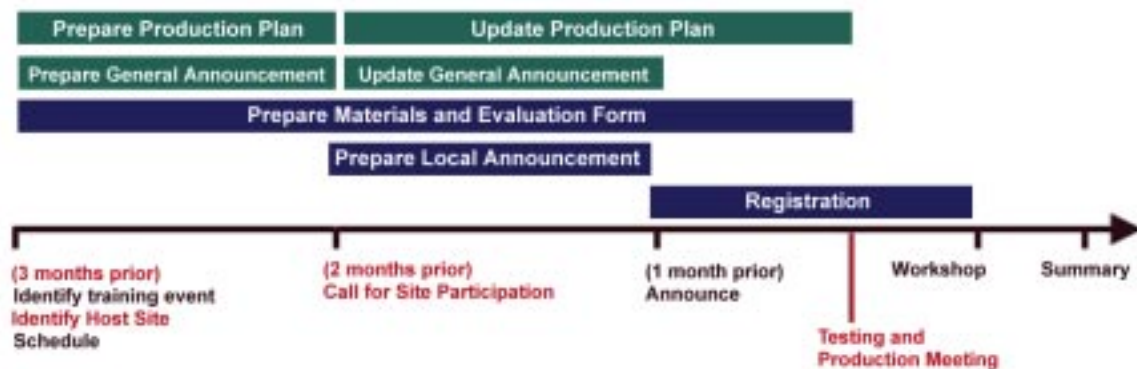 Prepare Production Plan
Update Production Plan
Prepare General Announcement
Update General Announcement
Prepare Materials and Evaluation Form
Prepare Local Announcement
Registration
(3 months prior)
Identify training event
Identify Host Site
Schedule
(2 months prior)
Call for Site Participation
(1 month prior)
Announce
Testing and
Production Meeting
Workshop
Summary